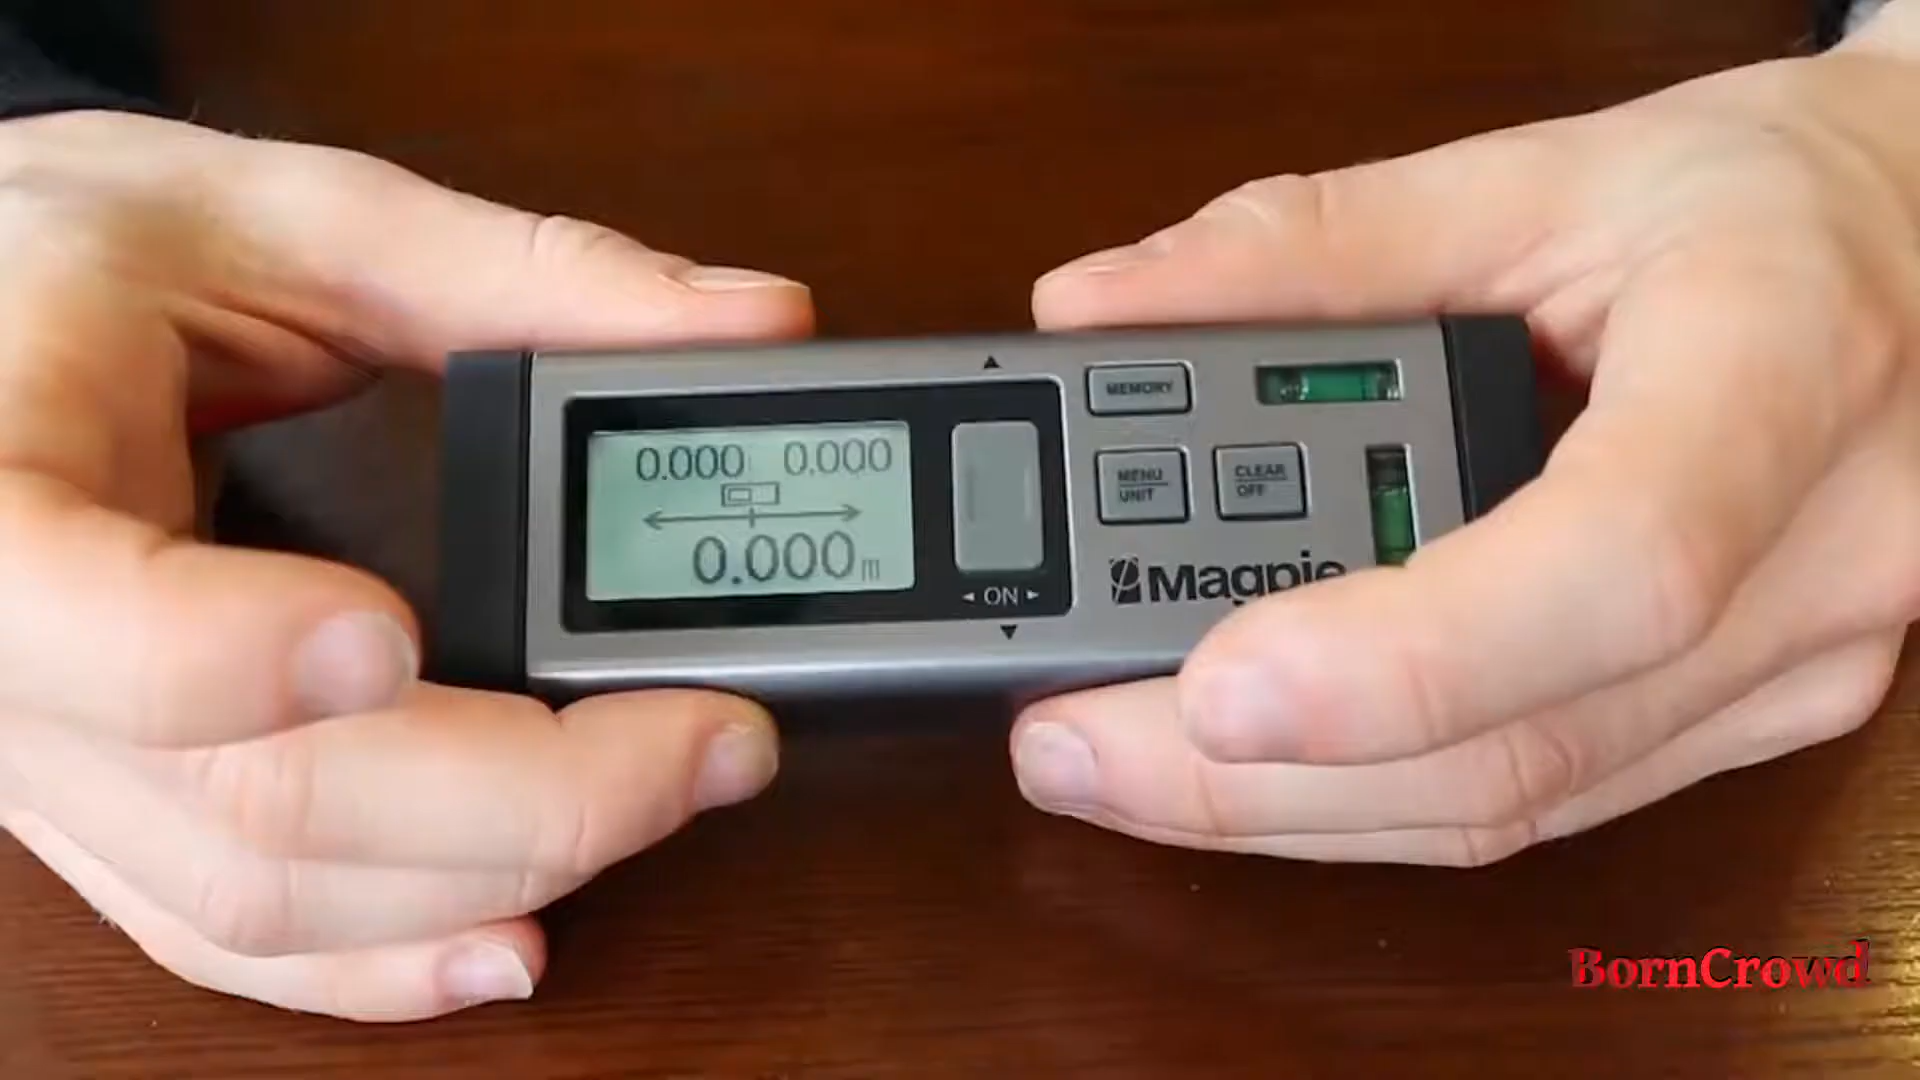 0.000 0.000
0.000 m
▲
▼
◄ ON ►
MEMORY
MENU
UNIT
CLEAR
OFF
Magpie
BornCrowd